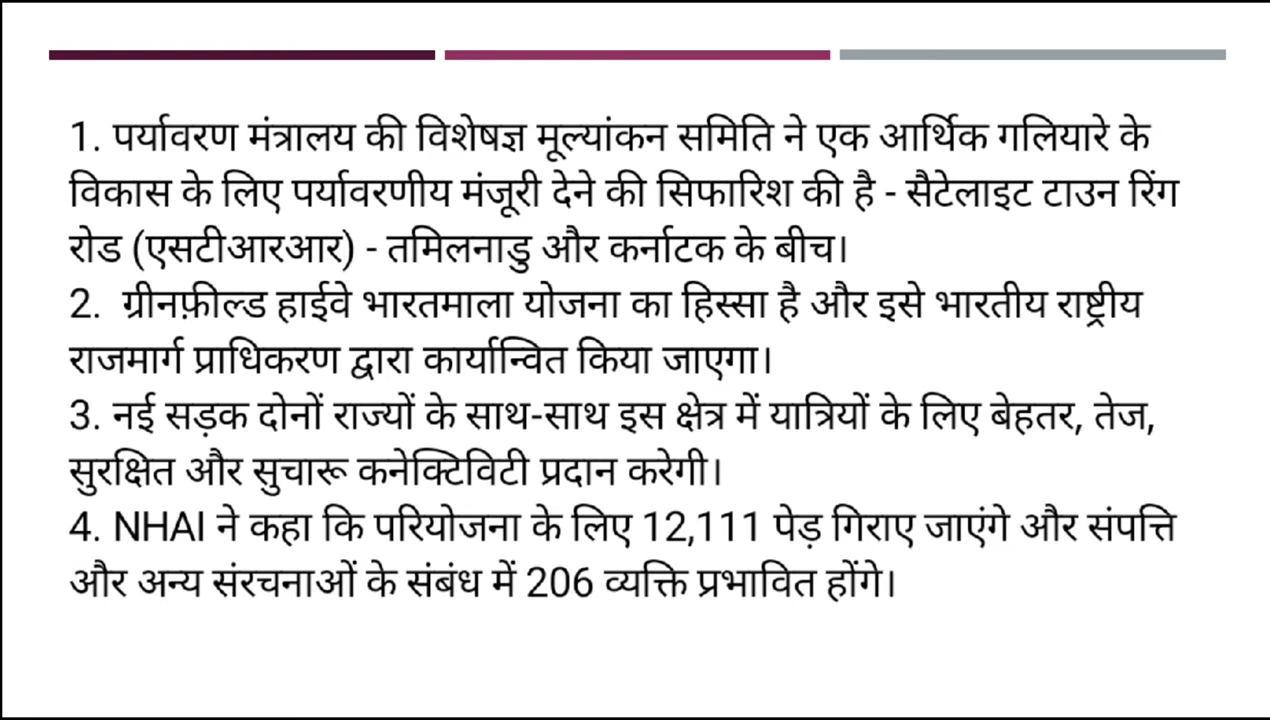 1. पर्यावरण मंत्रालय की विशेषज्ञ मूल्यांकन समिति ने एक आर्थिक गलियारे के
विकास के लिए पर्यावरणीय मंजूरी देने की सिफारिश की है - सैटेलाइट टाउन रिंग
रोड (एसटीआरआर) - तमिलनाडु और कर्नाटक के बीच।
2. ग्रीनफ़ील्ड हाईवे भारतमाला योजना का हिस्सा है और इसे भारतीय राष्ट्रीय
राजमार्ग प्राधिकरण द्वारा कार्यान्वित किया जाएगा।
3. नई सड़क दोनों राज्यों के साथ-साथ इस क्षेत्र में यात्रियों के लिए बेहतर, तेज,
सुरक्षित और सुचारू कनेक्टिविटी प्रदान करेगी।
4. NHAI ने कहा कि परियोजना के लिए 12,111 पेड़ गिराए जाएंगे और संपत्ति
और अन्य संरचनाओं के संबंध में 206 व्यक्ति प्रभावित होंगे।